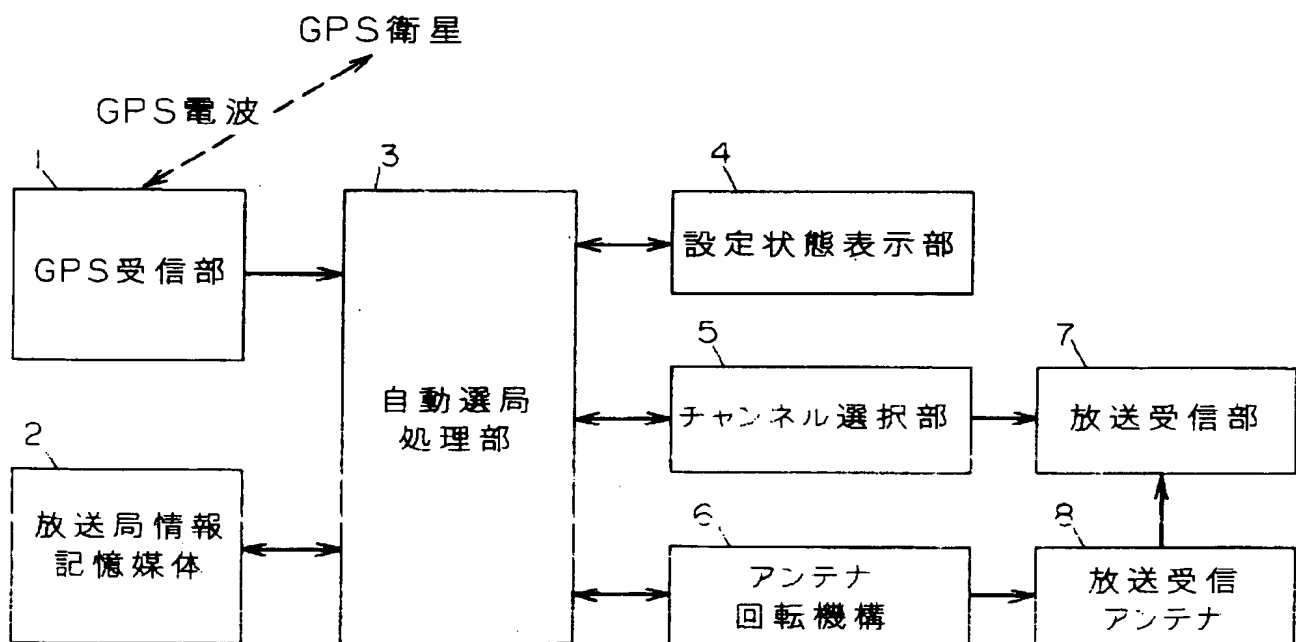 GPS衛星
GPS電波
1
GPS受信部
2
放送局情報
記憶媒体
3
自動選局
処理部
4
設定状態表示部
5
チャンネル選択部
6
アンテナ
回転機構
7
放送受信部
8
放送受信
アンテナ